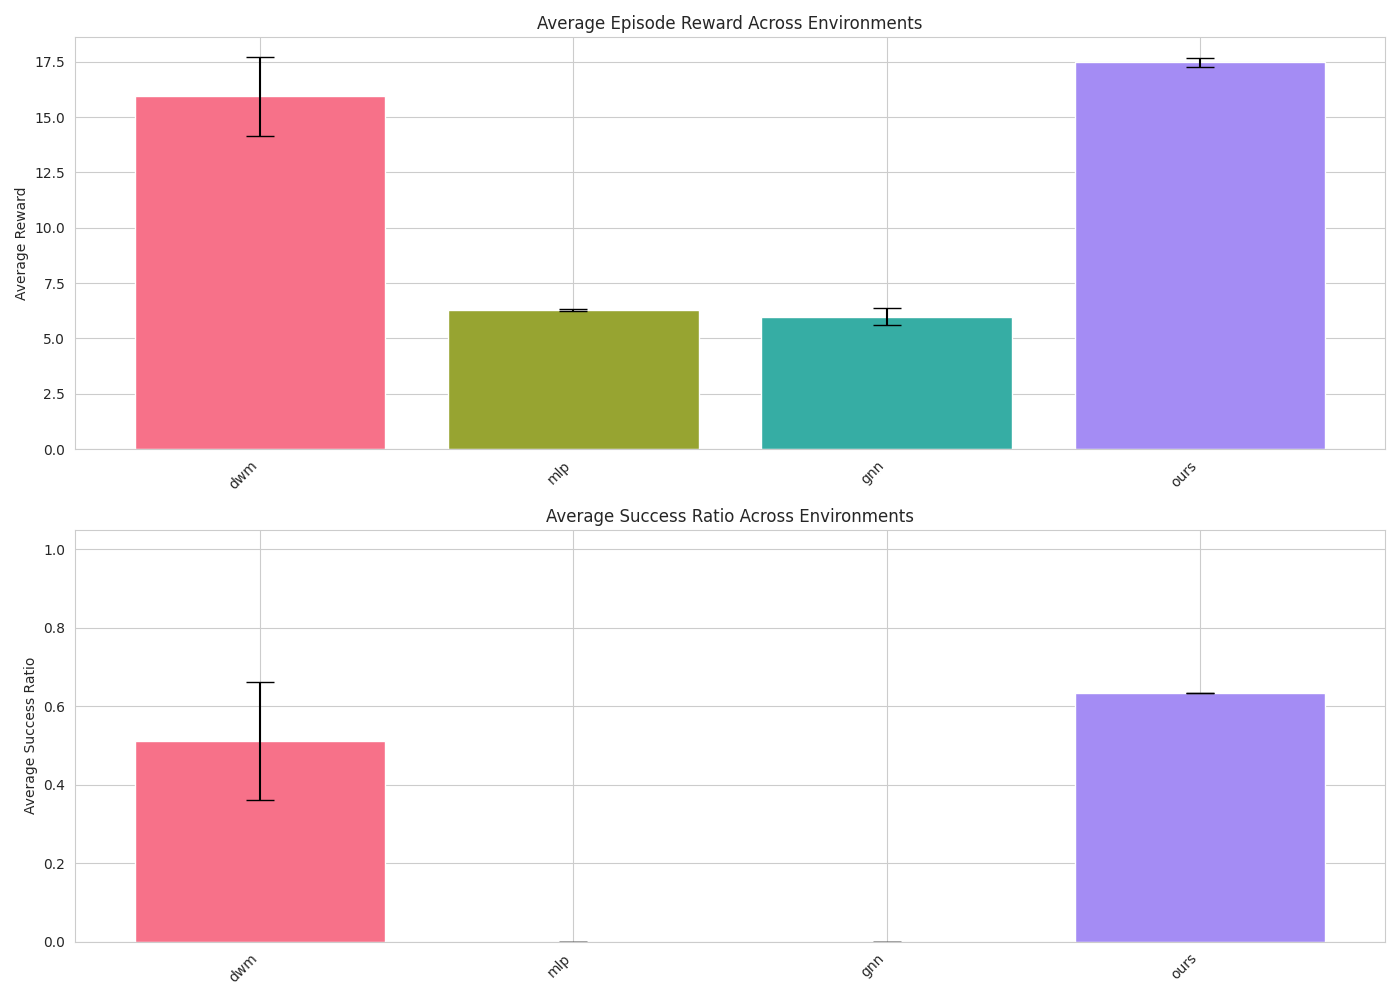 Average Episode Reward Across Environments
Average Reward
17.5
15.0
12.5
10.0
7.5
5.0
2.5
0.0
dwm
mlp
gnn
ours
Average Success Ratio Across Environments
Average Success Ratio
1.0
0.8
0.6
0.4
0.2
0.0
dwm
mlp
gnn
ours